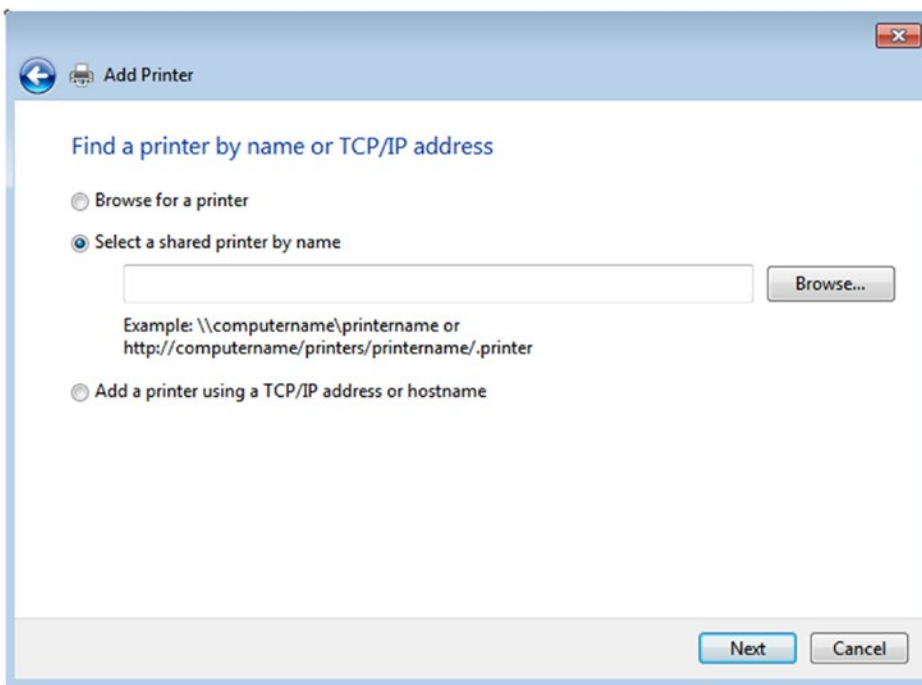 Add Printer
Find a printer by name or TCP/IP address
Browse for a printer
Select a shared printer by name
Browse...
Example: \\computername\printername or
http://computername/printers/printername/.printer
Add a printer using a TCP/IP address or hostname
Next
Cancel